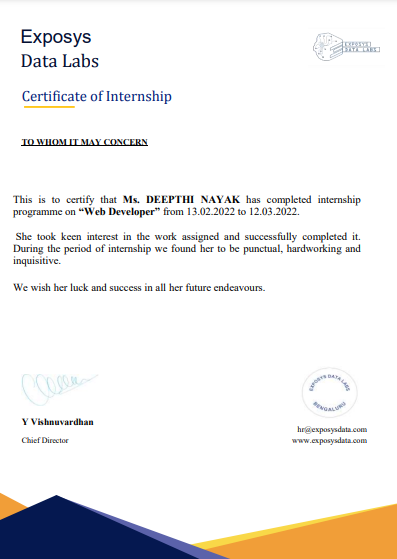 Exposys
Data Labs
EXPOSYS
DATA LABS
Certificate of Internship
TO WHOM IT MAY CONCERN
This is to certify that Ms. DEEPTHI NAYAK has completed internship
programme on “Web Developer” from 13.02.2022 to 12.03.2022.
She took keen interest in the work assigned and successfully completed it.
During the period of internship we found her to be punctual, hardworking and
inquisitive.
We wish her luck and success in all her future endeavours.
EXPOSYS DATA LABS
BENGALURU
Y Vishnuvardhan
Chief Director
hr@exposysdata.com
www.exposysdata.com